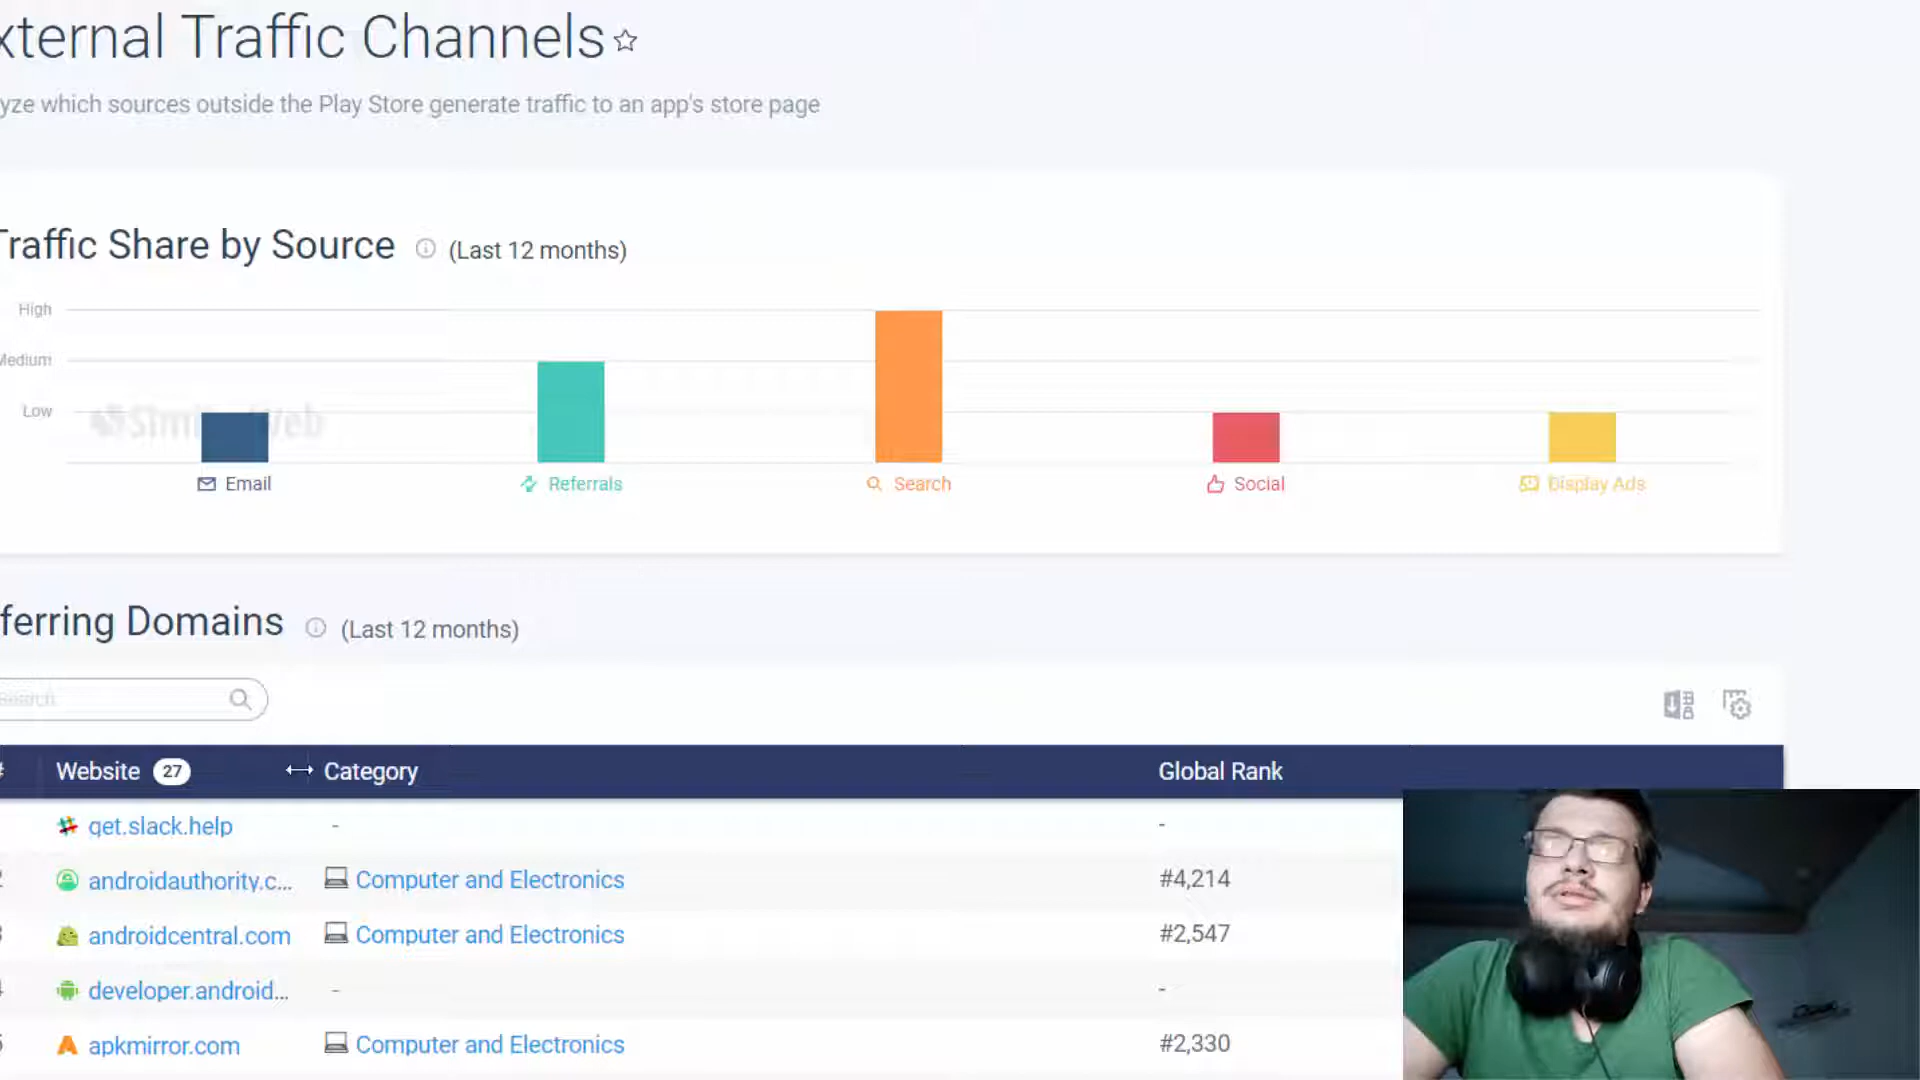 xternal Traffic Channels
yze which sources outside the Play Store generate traffic to an app's store page
Traffic Share by Source (Last 12 months)
High
Medium
Low
SimilarWeb
Email Referrals Search Social Display Ads
ferring Domains (Last 12 months)
Search
# Website 27 Category Global Rank
get.slack.help - -
androidauthority.c... Computer and Electronics #4,214
androidcentral.com Computer and Electronics #2,547
developer.android... - -
apkmirror.com Computer and Electronics #2,330